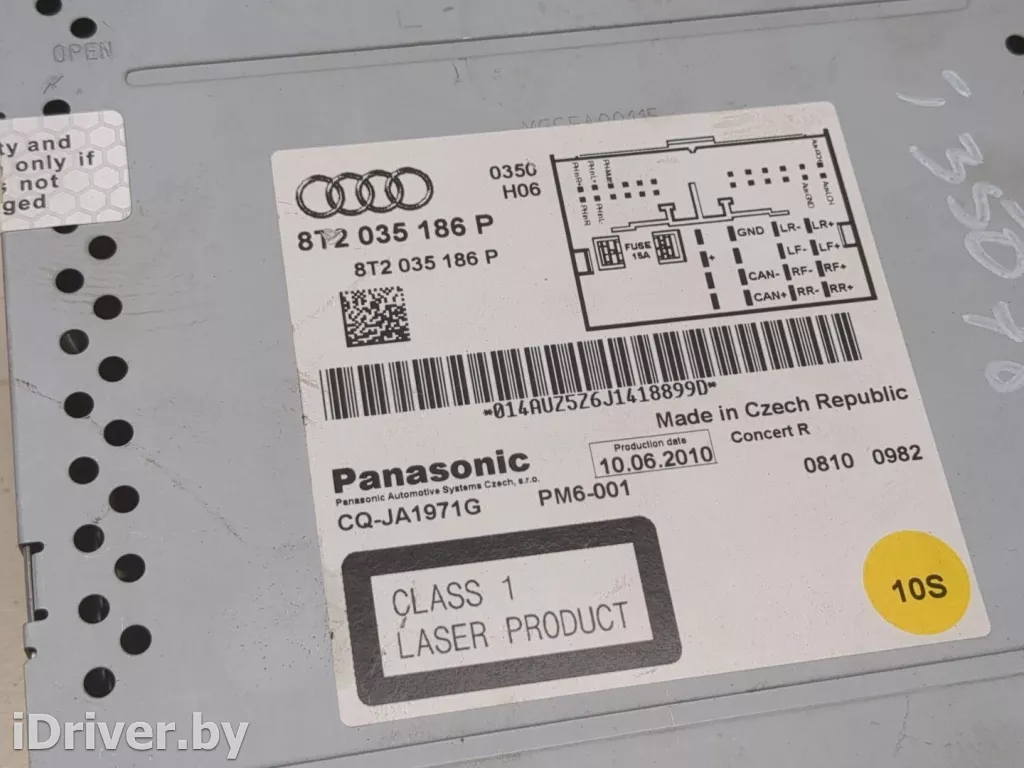 OPEN
ty and
only if
not
ged
0350
H06
8T2 035 186 P
8T2 035 186 P
FUSE
15A
+
GND LR- LR+
LF- LF+
CAN- RF- RF+
CAN+ RR- RR+
*014AUZ5Z6J1418899D*
Made in Czech Republic
Panasonic
Panasonic Automotive Systems Czech, s.r.o.
Production date
10.06.2010
Concert R
CQ-JA1971G
PM6-001
0810 0982
CLASS 1
LASER PRODUCT
10S
iDriver.by